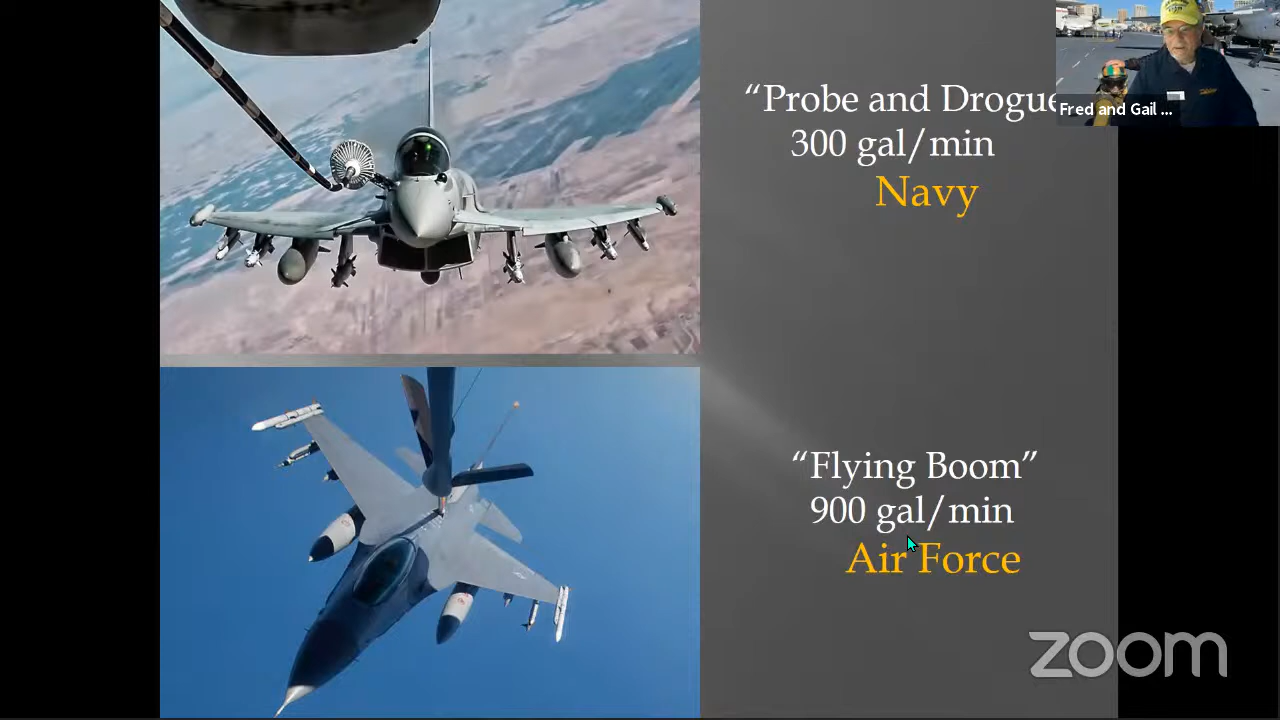 “Probe and Drogue
300 gal/min
Navy
Fred and Gail ...
“Flying Boom”
900 gal/min
Air Force
zoom